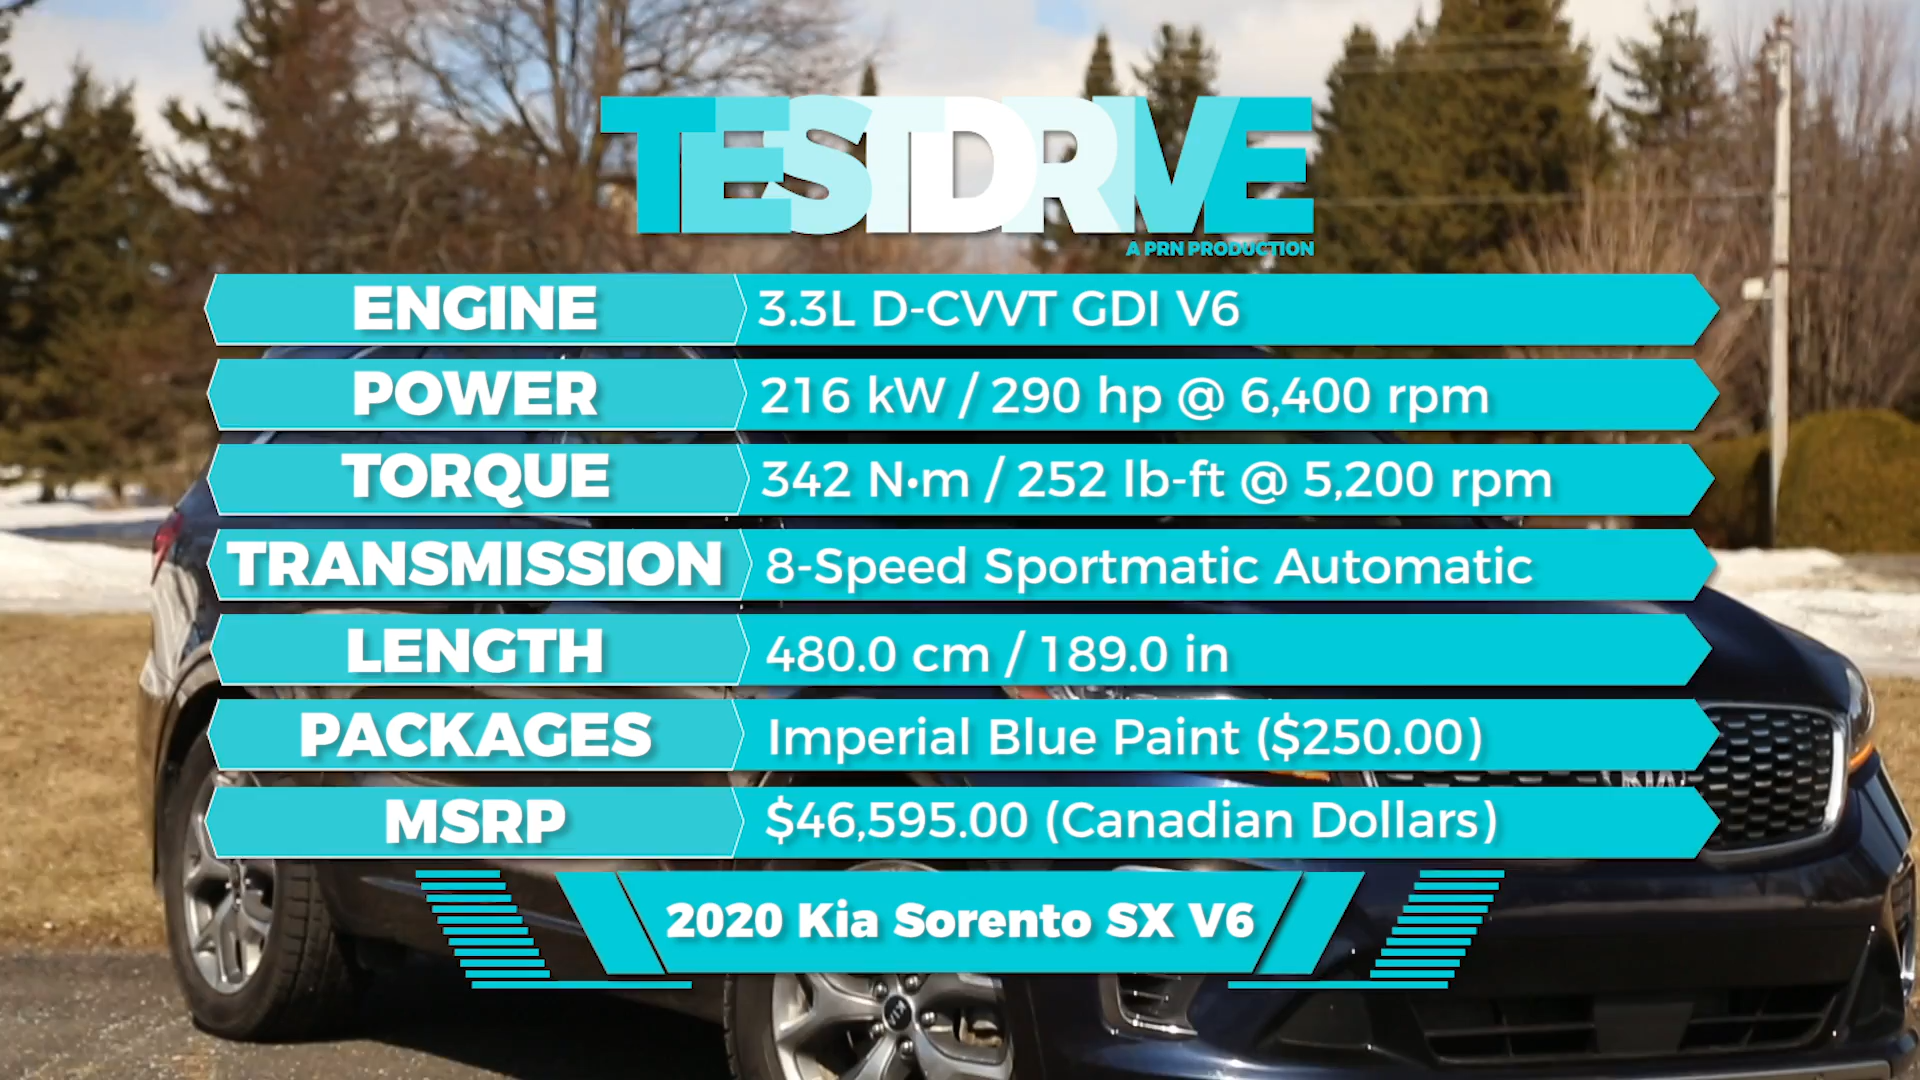 TESTDRIVE
A PRN PRODUCTION
ENGINE 3.3L D-CVVT GDI V6
POWER 216 kW / 290 hp @ 6,400 rpm
TORQUE 342 N•m / 252 lb-ft @ 5,200 rpm
TRANSMISSION 8-Speed Sportmatic Automatic
LENGTH 480.0 cm / 189.0 in
PACKAGES Imperial Blue Paint ($250.00)
MSRP $46,595.00 (Canadian Dollars)
2020 Kia Sorento SX V6
KIA